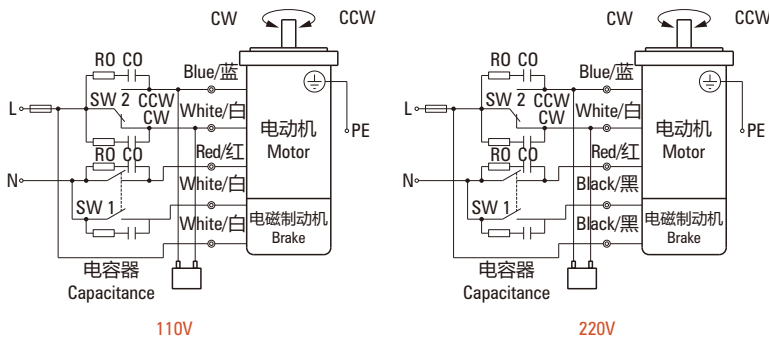 CW CCW
RO CO
Blue/蓝
L
SW 2 CCW
CW
White/白
电动机
Motor
PE
RO CO
Red/红
N
White/白
SW 1
White/白
电磁制动机
Brake
电容器
Capacitance
110V
CW CCW
RO CO
Blue/蓝
L
SW 2 CCW
CW
White/白
电动机
Motor
PE
RO CO
Red/红
N
Black/黑
SW 1
Black/黑
电磁制动机
Brake
电容器
Capacitance
220V